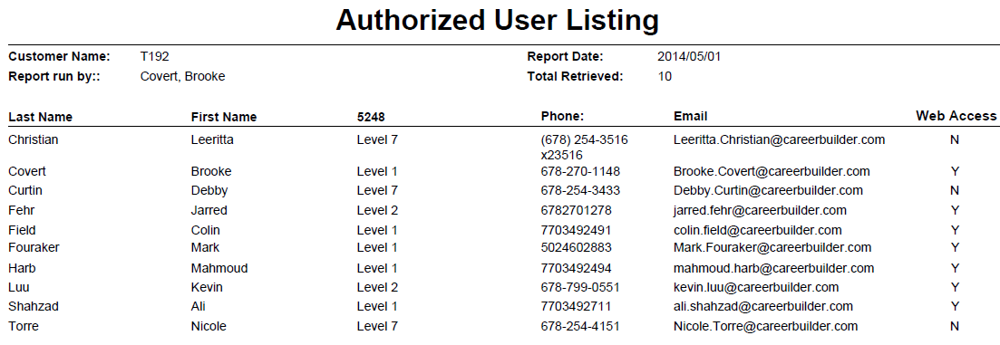 Authorized User Listing
Customer Name: T192 Report Date: 2014/05/01
Report run by:: Covert, Brooke Total Retrieved: 10
Last Name First Name 5248 Phone: Email Web Access
Christian Leeritta Level 7 (678) 254-3516 Leeritta.Christian@careerbuilder.com N
x23516
Covert Brooke Level 1 678-270-1148 Brooke.Covert@careerbuilder.com Y
Curtin Debby Level 7 678-254-3433 Debby.Curtin@careerbuilder.com N
Fehr Jarred Level 2 6782701278 jarred.fehr@careerbuilder.com Y
Field Colin Level 1 7703492491 colin.field@careerbuilder.com Y
Fouraker Mark Level 1 5024602883 Mark.Fouraker@careerbuilder.com Y
Harb Mahmoud Level 1 7703492494 mahmoud.harb@careerbuilder.com Y
Luu Kevin Level 2 678-799-0551 kevin.luu@careerbuilder.com Y
Shahzad Ali Level 1 7703492711 ali.shahzad@careerbuilder.com Y
Torre Nicole Level 7 678-254-4151 Nicole.Torre@careerbuilder.com N